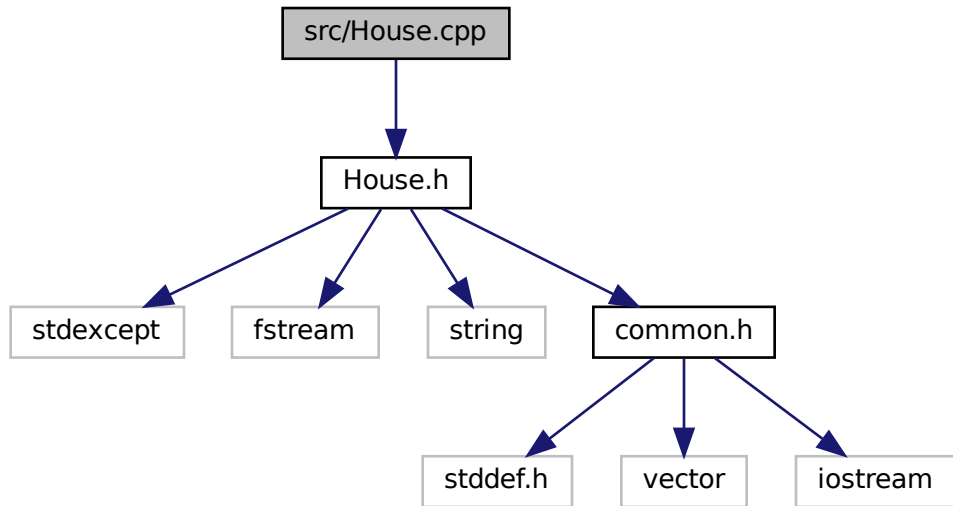 src/House.cpp
House.h
stdexcept
fstream
string
common.h
stddef.h
vector
iostream